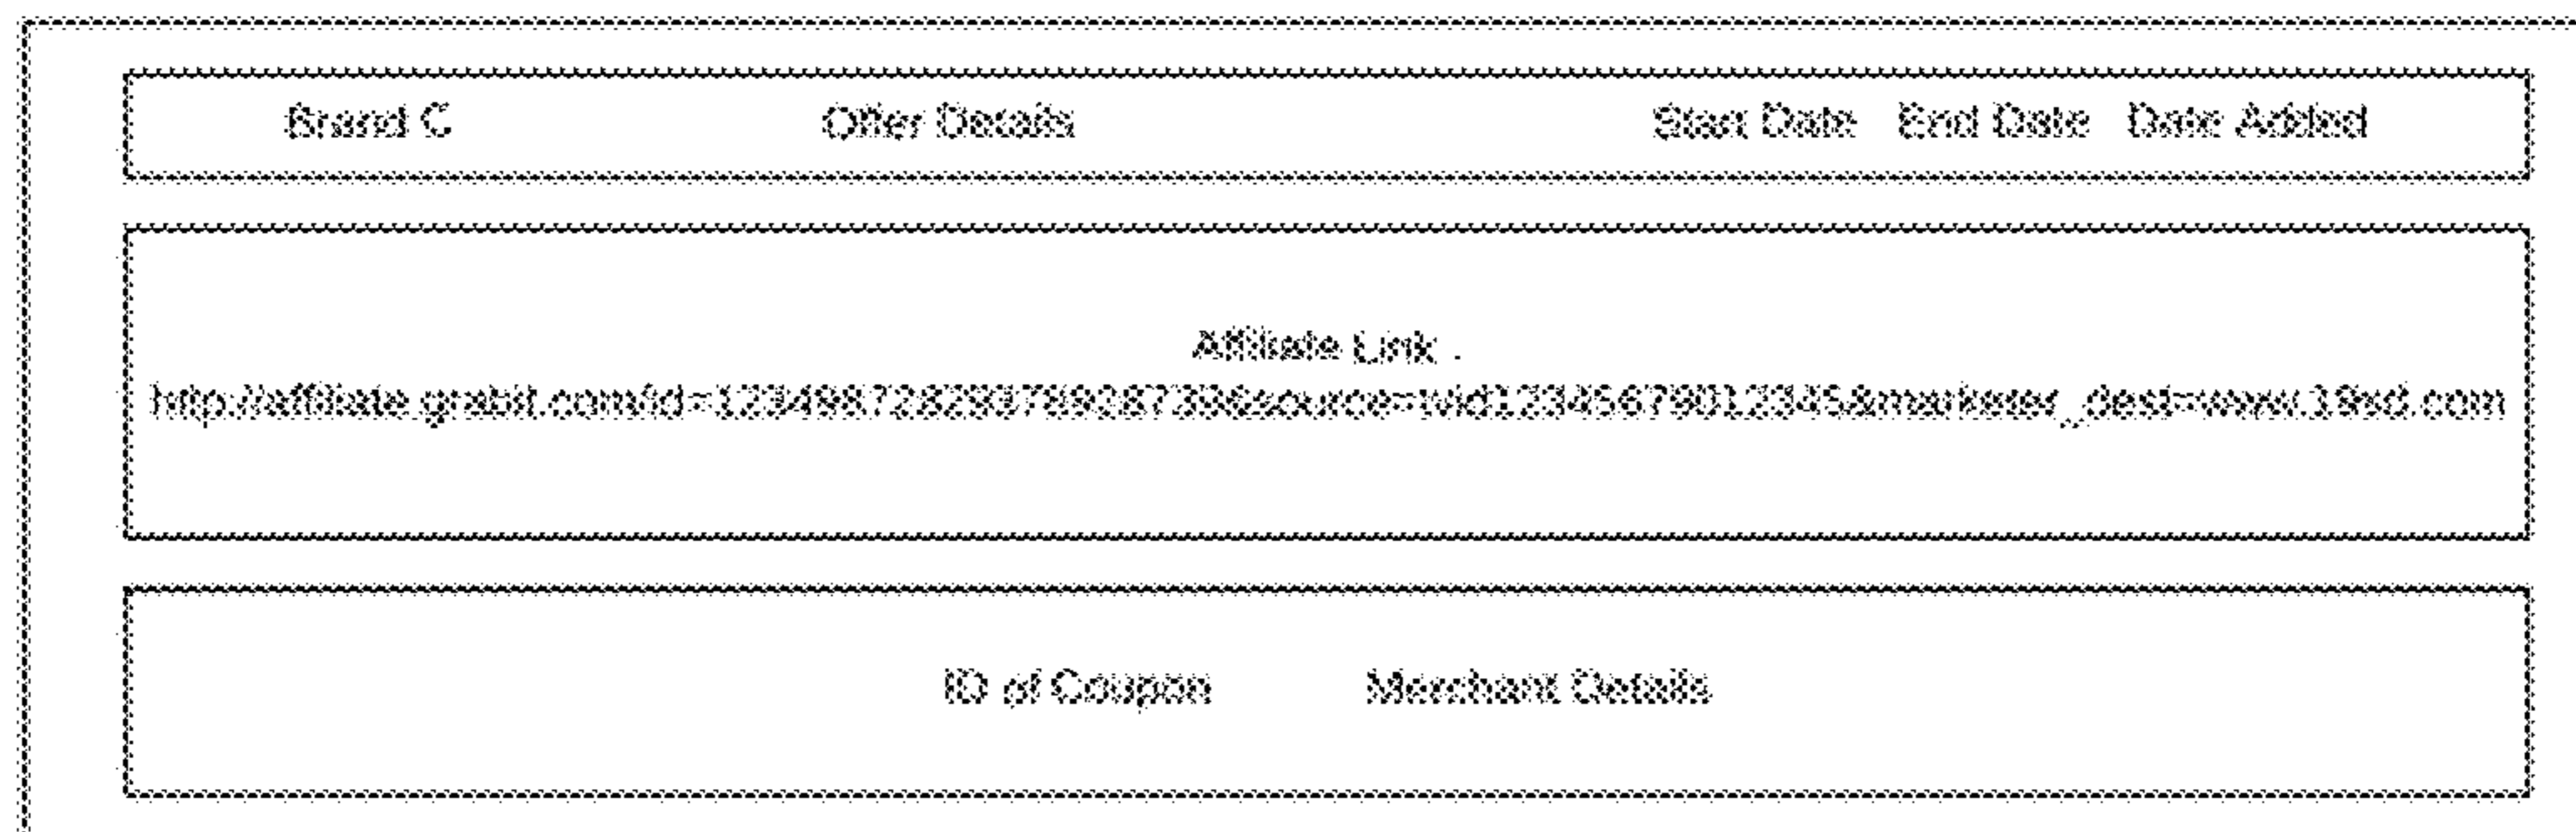 Brand C Offer Details Start Date End Date Date Added
Affiliate Link -
ID of Coupon Merchant Details